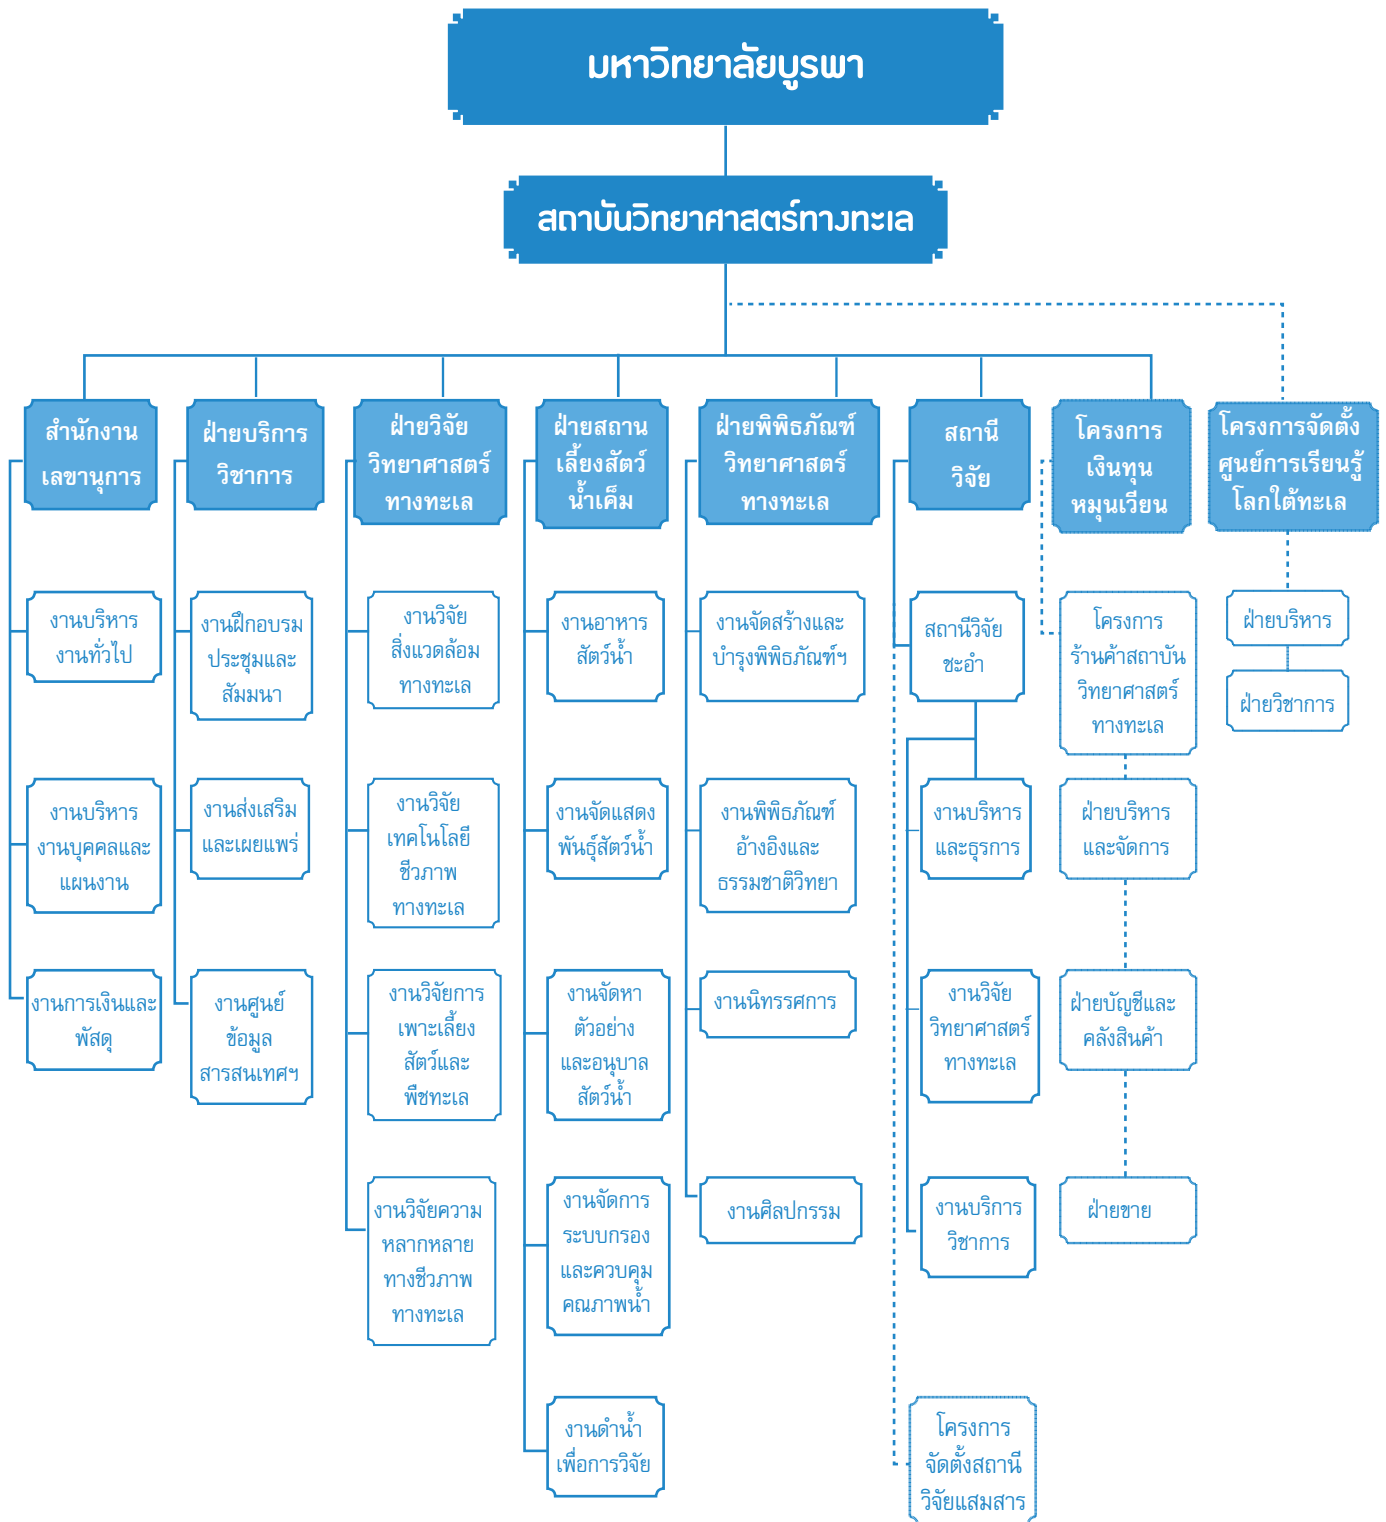 มหาวิทยาลัยบูรพา
สถาบันวิทยาศาสตร์ทางทะเล
สำนักงาน
เลขานุการ
ฝ่ายบริการ
วิชาการ
ฝ่ายวิจัย
วิทยาศาสตร์
ทางทะเล
ฝ่ายสถาน
เลี้ยงสัตว์
น้ำเค็ม
ฝ่ายพิพิธภัณฑ์
วิทยาศาสตร์
ทางทะเล
สถานี
วิจัย
โครงการ
เงินทุน
หมุนเวียน
โครงการจัดตั้ง
ศูนย์การเรียนรู้
โลกใต้ทะเล
งานบริหาร
งานทั่วไป
งานบริหาร
งานบุคคลและ
แผนงาน
งานการเงินและ
พัสดุ
งานฝึกอบรม
ประชุมและ
สัมมนา
งานส่งเสริม
และเผยแพร่
งานศูนย์
ข้อมูล
สารสนเทศฯ
งานวิจัย
สิ่งแวดล้อม
ทางทะเล
งานวิจัย
เทคโนโลยี
ชีวภาพ
ทางทะเล
งานวิจัยการ
เพาะเลี้ยง
สัตว์และ
พืชทะเล
งานวิจัยความ
หลากหลาย
ทางชีวภาพ
ทางทะเล
งานอาหาร
สัตว์น้ำ
งานจัดแสดง
พันธุ์สัตว์น้ำ
งานจัดหา
ตัวอย่าง
และอนุบาล
สัตว์น้ำ
งานจัดการ
ระบบกรอง
และควบคุม
คุณภาพน้ำ
งานดำน้ำ
เพื่อการวิจัย
งานจัดสร้างและ
บำรุงพิพิธภัณฑ์ฯ
งานพิพิธภัณฑ์
อ้างอิงและ
ธรรมชาติวิทยา
งานนิทรรศการ
งานศิลปกรรม
สถานีวิจัย
ชะอำ
งานบริหาร
และธุรการ
งานวิจัย
วิทยาศาสตร์
ทางทะเล
งานบริการ
วิชาการ
โครงการ
จัดตั้งสถานี
วิจัยแสมสาร
โครงการ
ร้านค้าสถาบัน
วิทยาศาสตร์
ทางทะเล
ฝ่ายบริหาร
และจัดการ
ฝ่ายบัญชีและ
คลังสินค้า
ฝ่ายขาย
ฝ่ายบริหาร
ฝ่ายวิชาการ